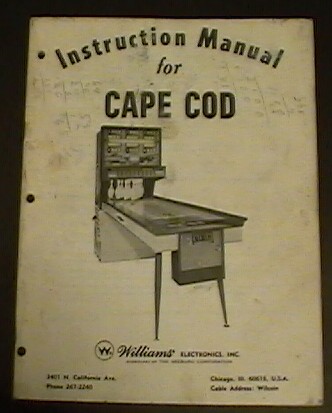 Instruction Manual
for
CAPE COD
Williams ELECTRONICS, INC.
SUBSIDIARY OF THE SEEBURG CORPORATION
3401 N. California Ave.
Phone 267-2240
Chicago, Ill. 60618, U.S.A.
Cable Address: Wilcoin